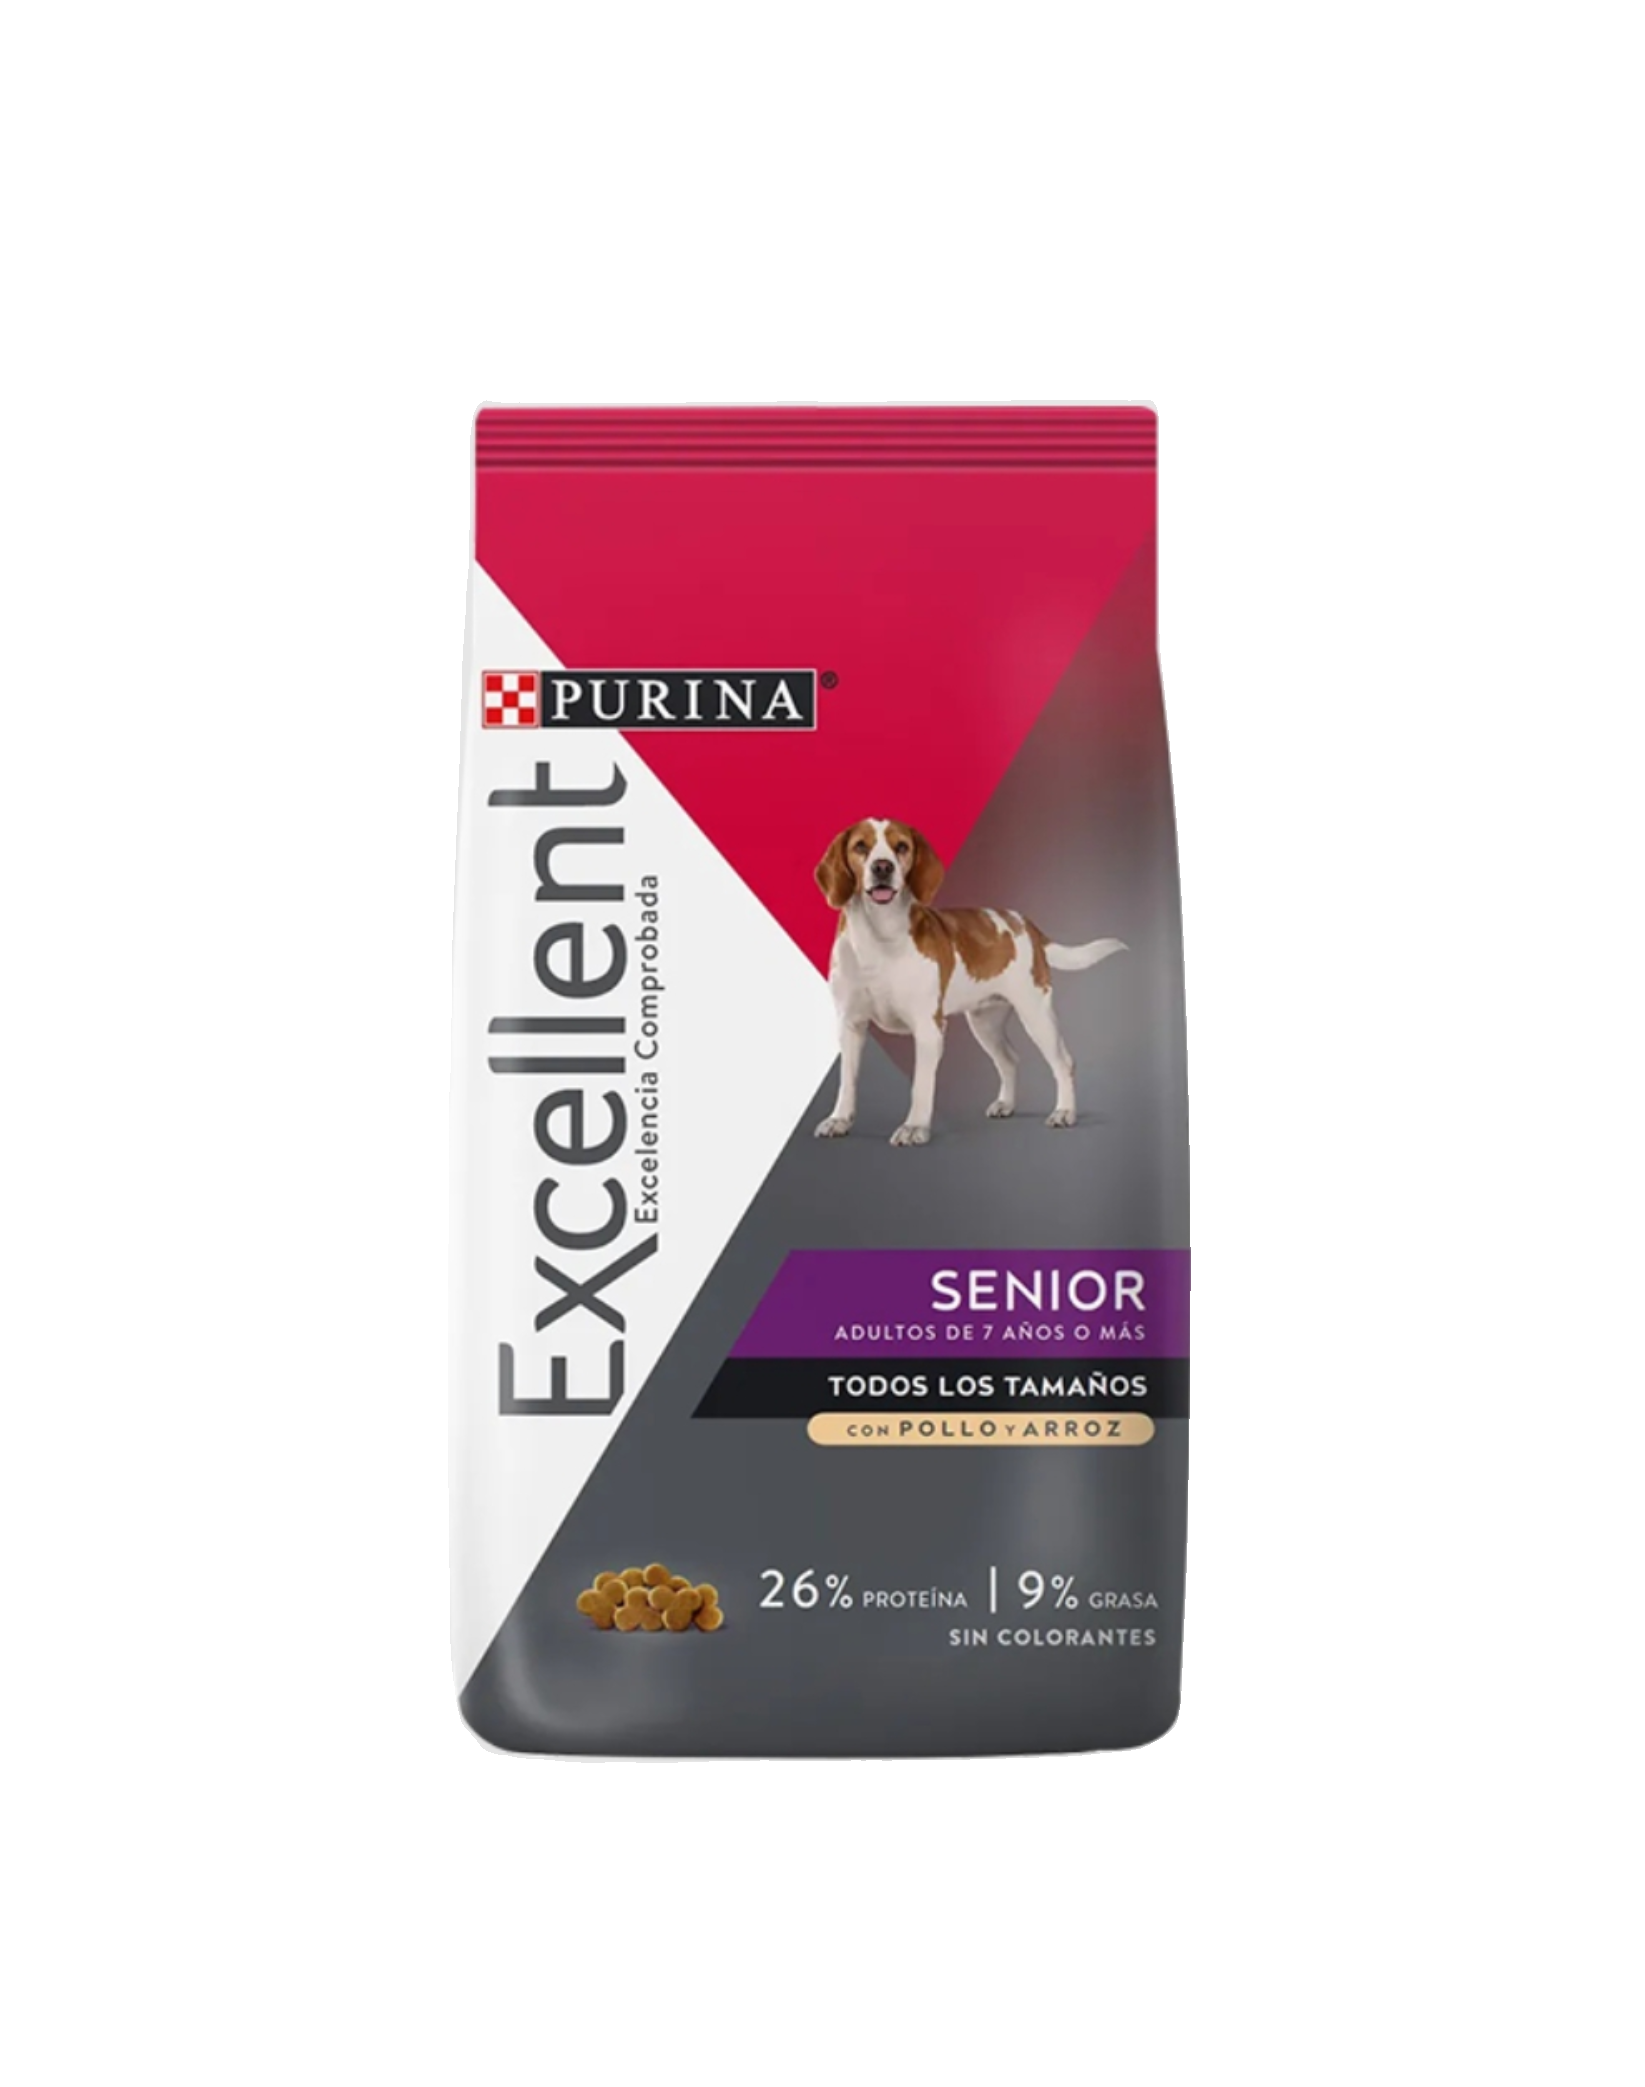 PURINA®
Excellent
Excelencia Comprobada
SENIOR
ADULTOS DE 7 AÑOS O MÁS
TODOS LOS TAMAÑOS
CON POLLO Y ARROZ
26% PROTEÍNA | 9% GRASA
SIN COLORANTES